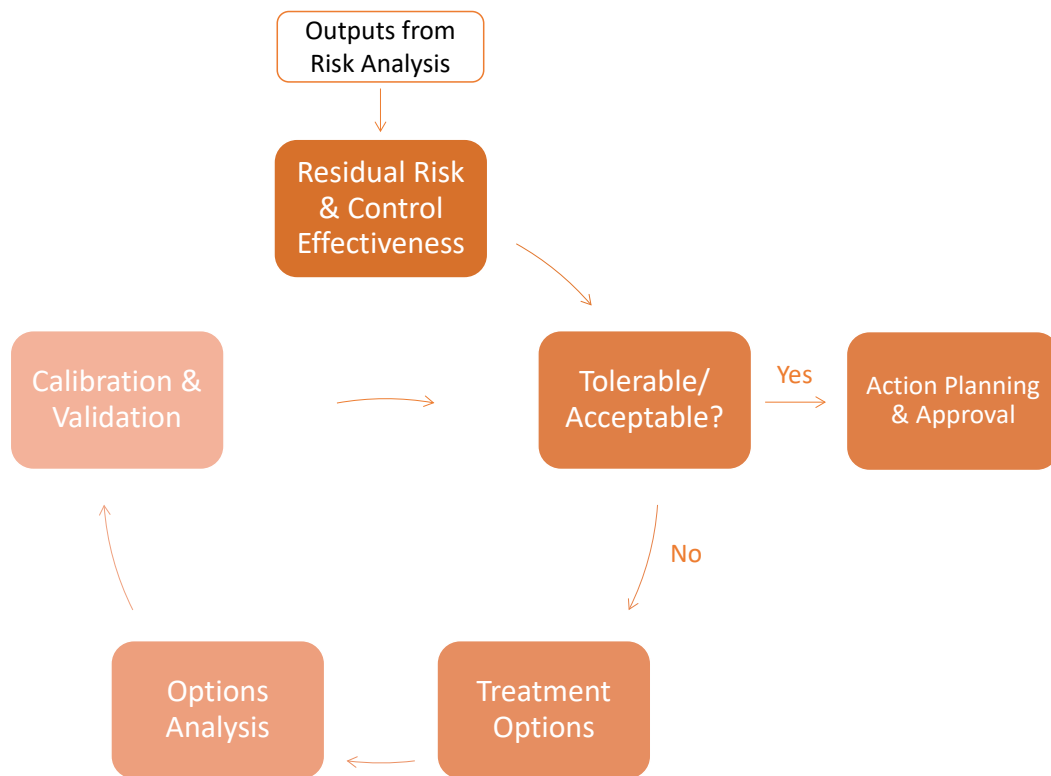 Outputs from
Risk Analysis
Residual Risk
& Control
Effectiveness
Calibration &
Validation
Tolerable/
Acceptable?
Yes
Action Planning
& Approval
No
Options
Analysis
Treatment
Options